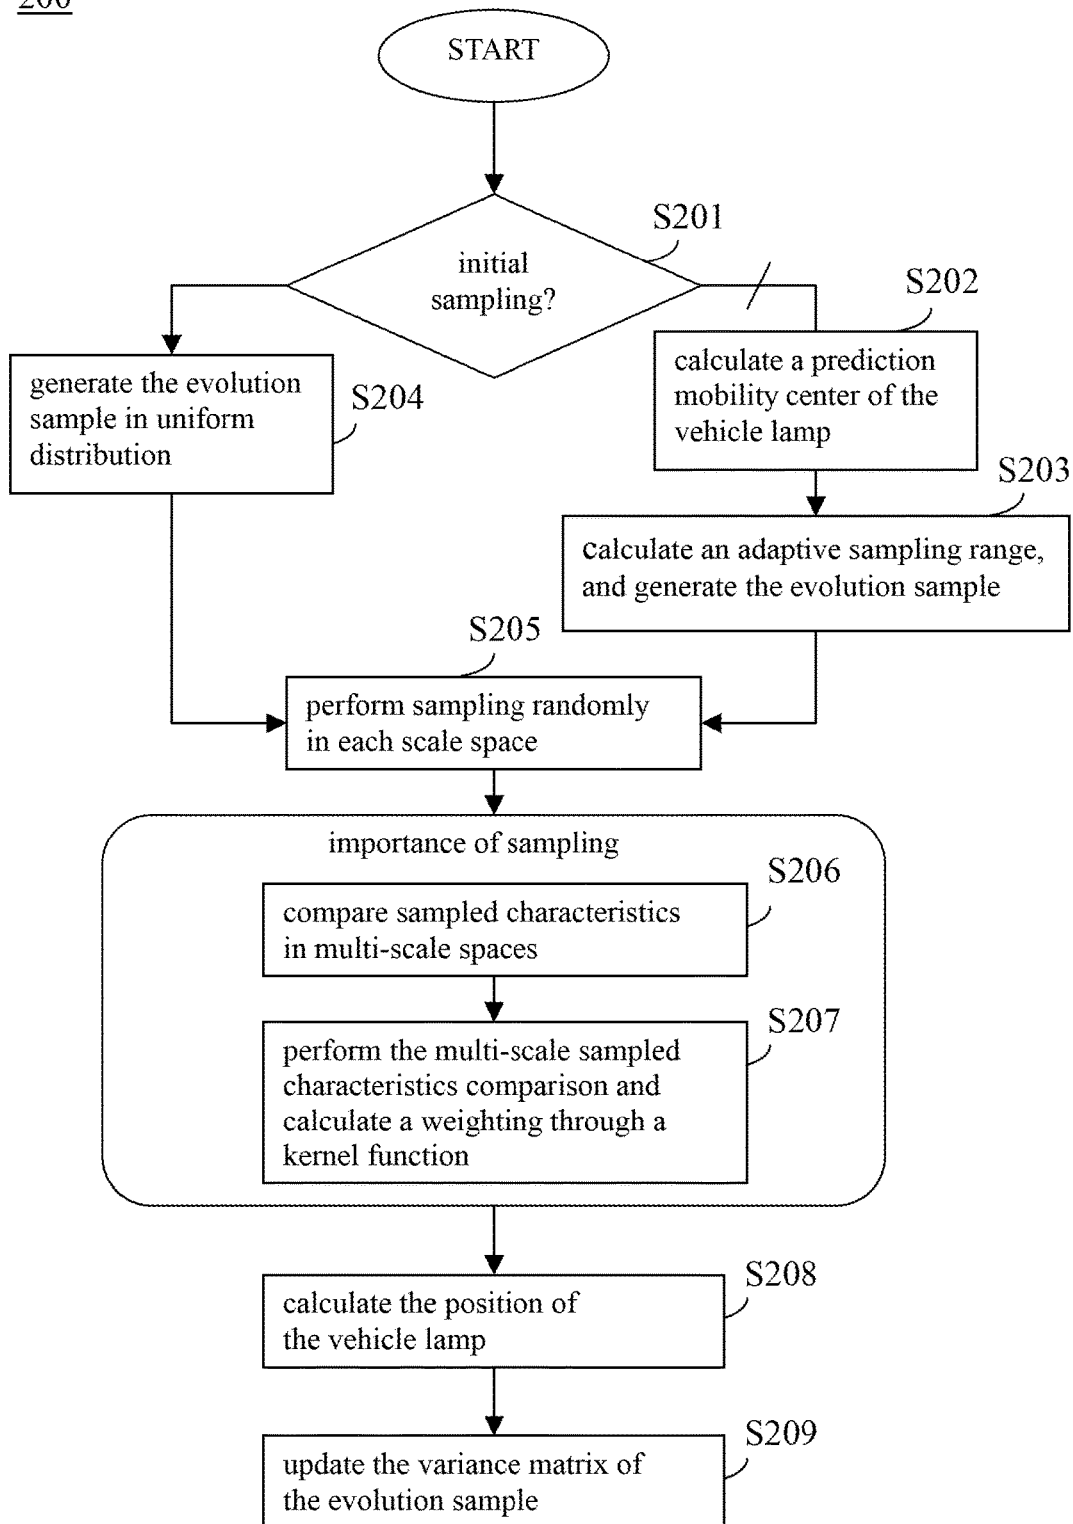 200
START
S201
initial
sampling?
S202
calculate a prediction
mobility center of the
vehicle lamp
generate the evolution
sample in uniform
distribution
S204
S203
calculate an adaptive sampling range,
and generate the evolution sample
S205
perform sampling randomly
in each scale space
importance of sampling
S206
compare sampled characteristics
in multi-scale spaces
S207
perform the multi-scale sampled
characteristics comparison and
calculate a weighting through a
kernel function
S208
calculate the position of
the vehicle lamp
S209
update the variance matrix of
the evolution sample